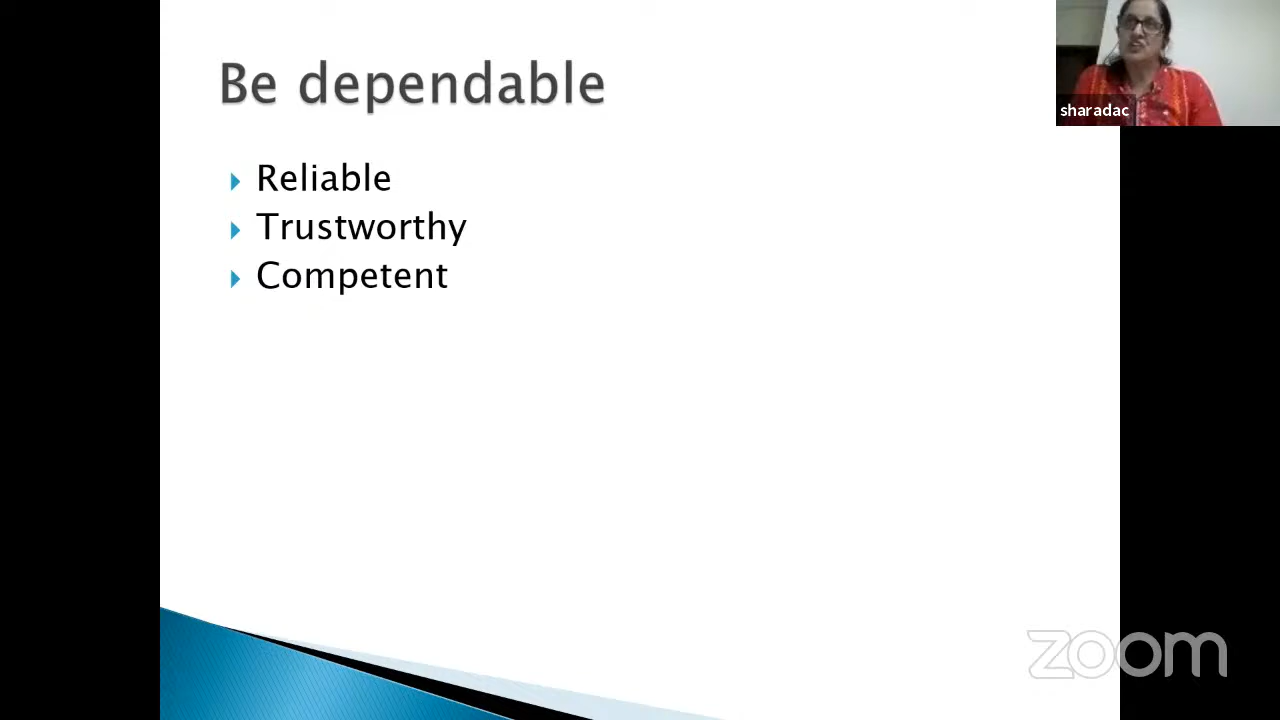 Be dependable
Reliable
Trustworthy
Competent
sharadac
zoom